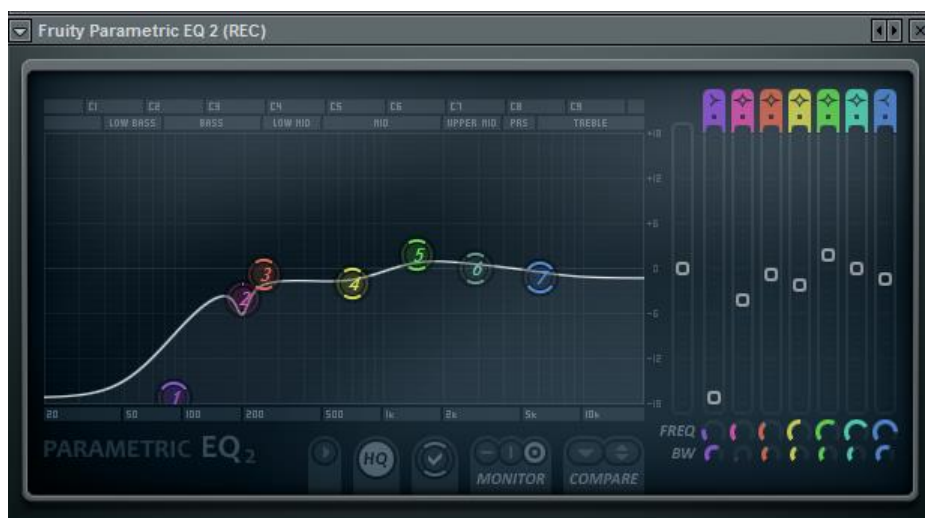 Fruity Parametric EQ 2 (REC)
C1 C2 C3 C4 C5 C6 C7 C8 C9
LOW BASS BASS LOW MID MID UPPER MID PRS TREBLE
+18
+12
+6
0
-6
-12
-18
1 2 3 4 5 6 7
20 50 100 200 500 1k 2k 5k 10k
FREQ
BW
PARAMETRIC EQ2
HQ
MONITOR COMPARE